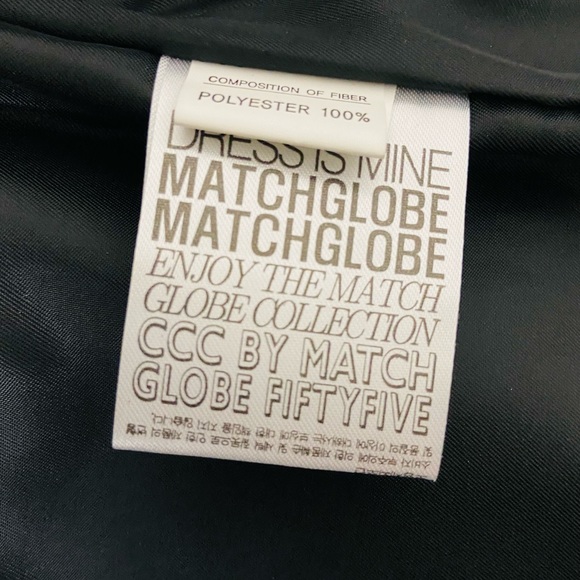 COMPOSITION OF FIBER
POLYESTER 100%
DRESS IS MINE
MATCHGLOBE
MATCHGLOBE
ENJOY THE MATCH
GLOBE COLLECTION
CCC BY MATCH
GLOBE FIFTYFIVE